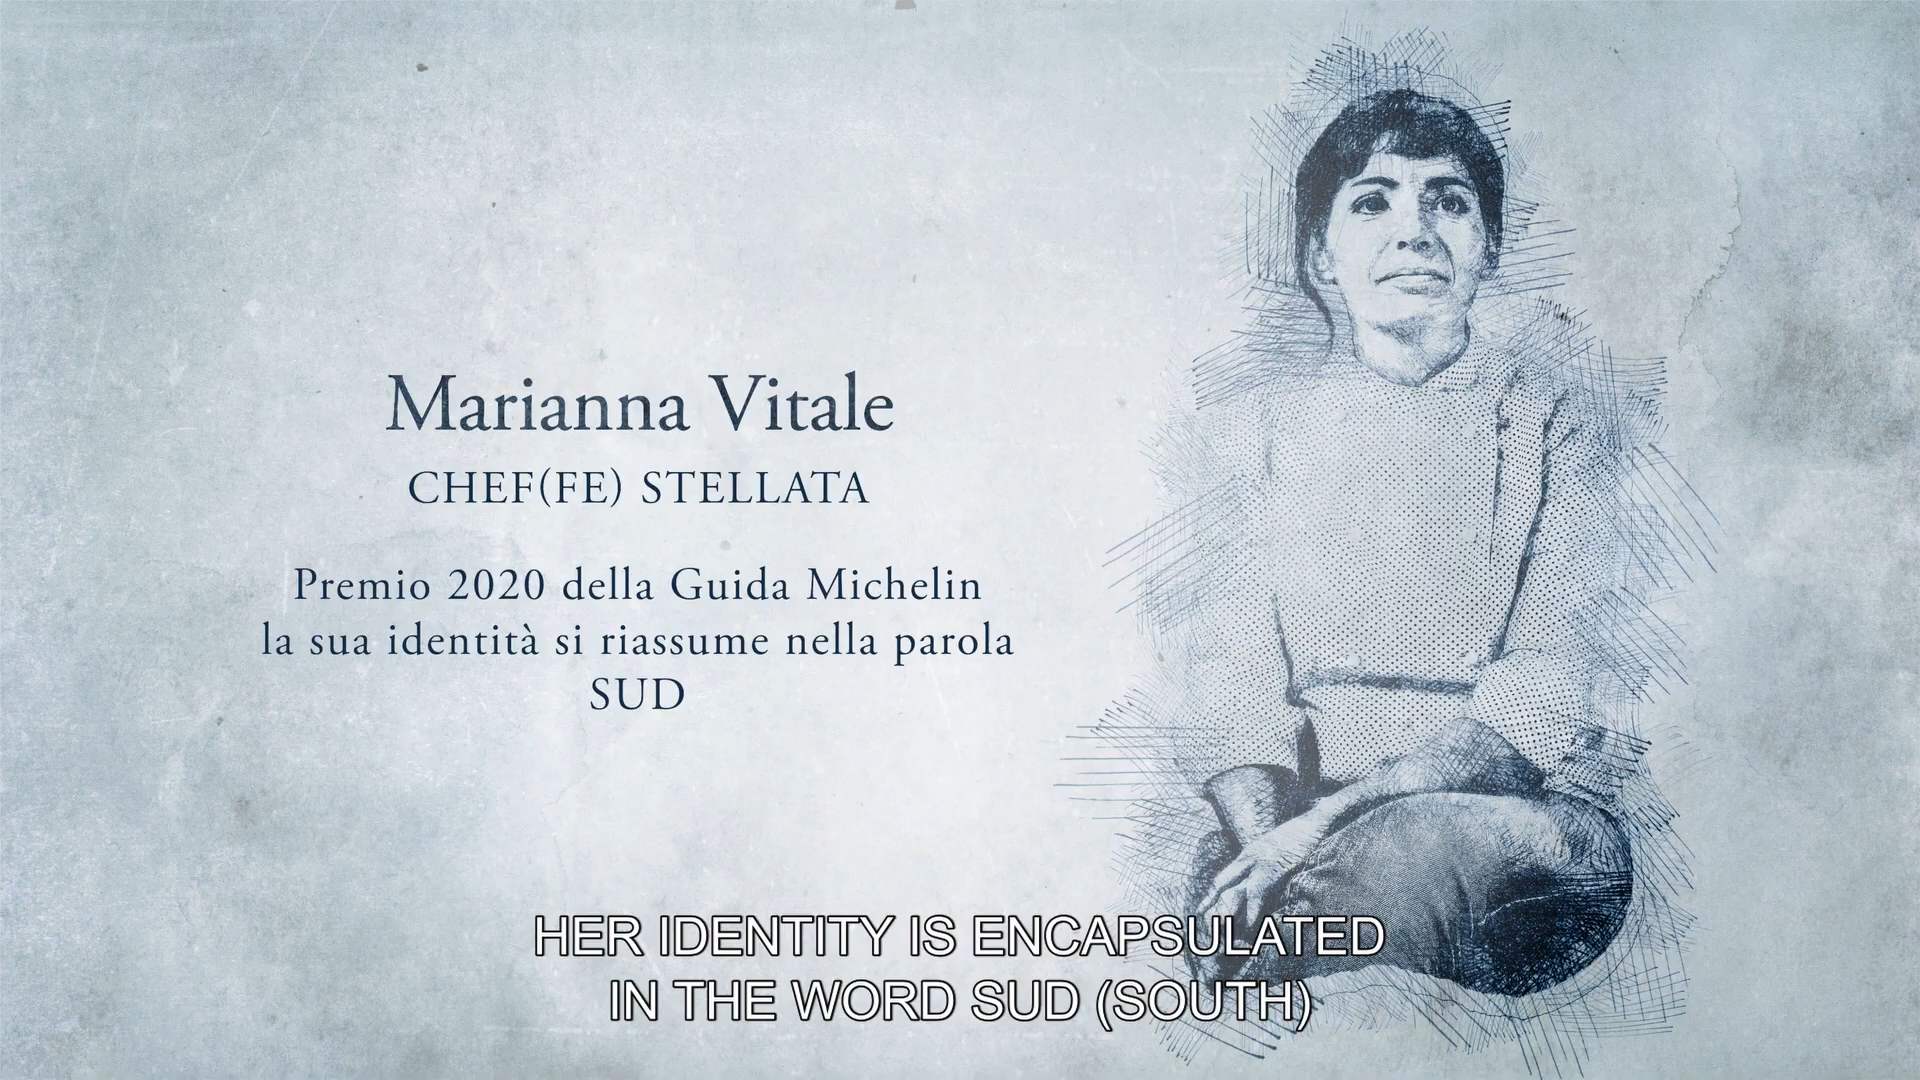 Marianna Vitale
CHEF(FE) STELLATA
Premio 2020 della Guida Michelin
la sua identità si riassume nella parola
SUD
HER IDENTITY IS ENCAPSULATED
IN THE WORD SUD (SOUTH)